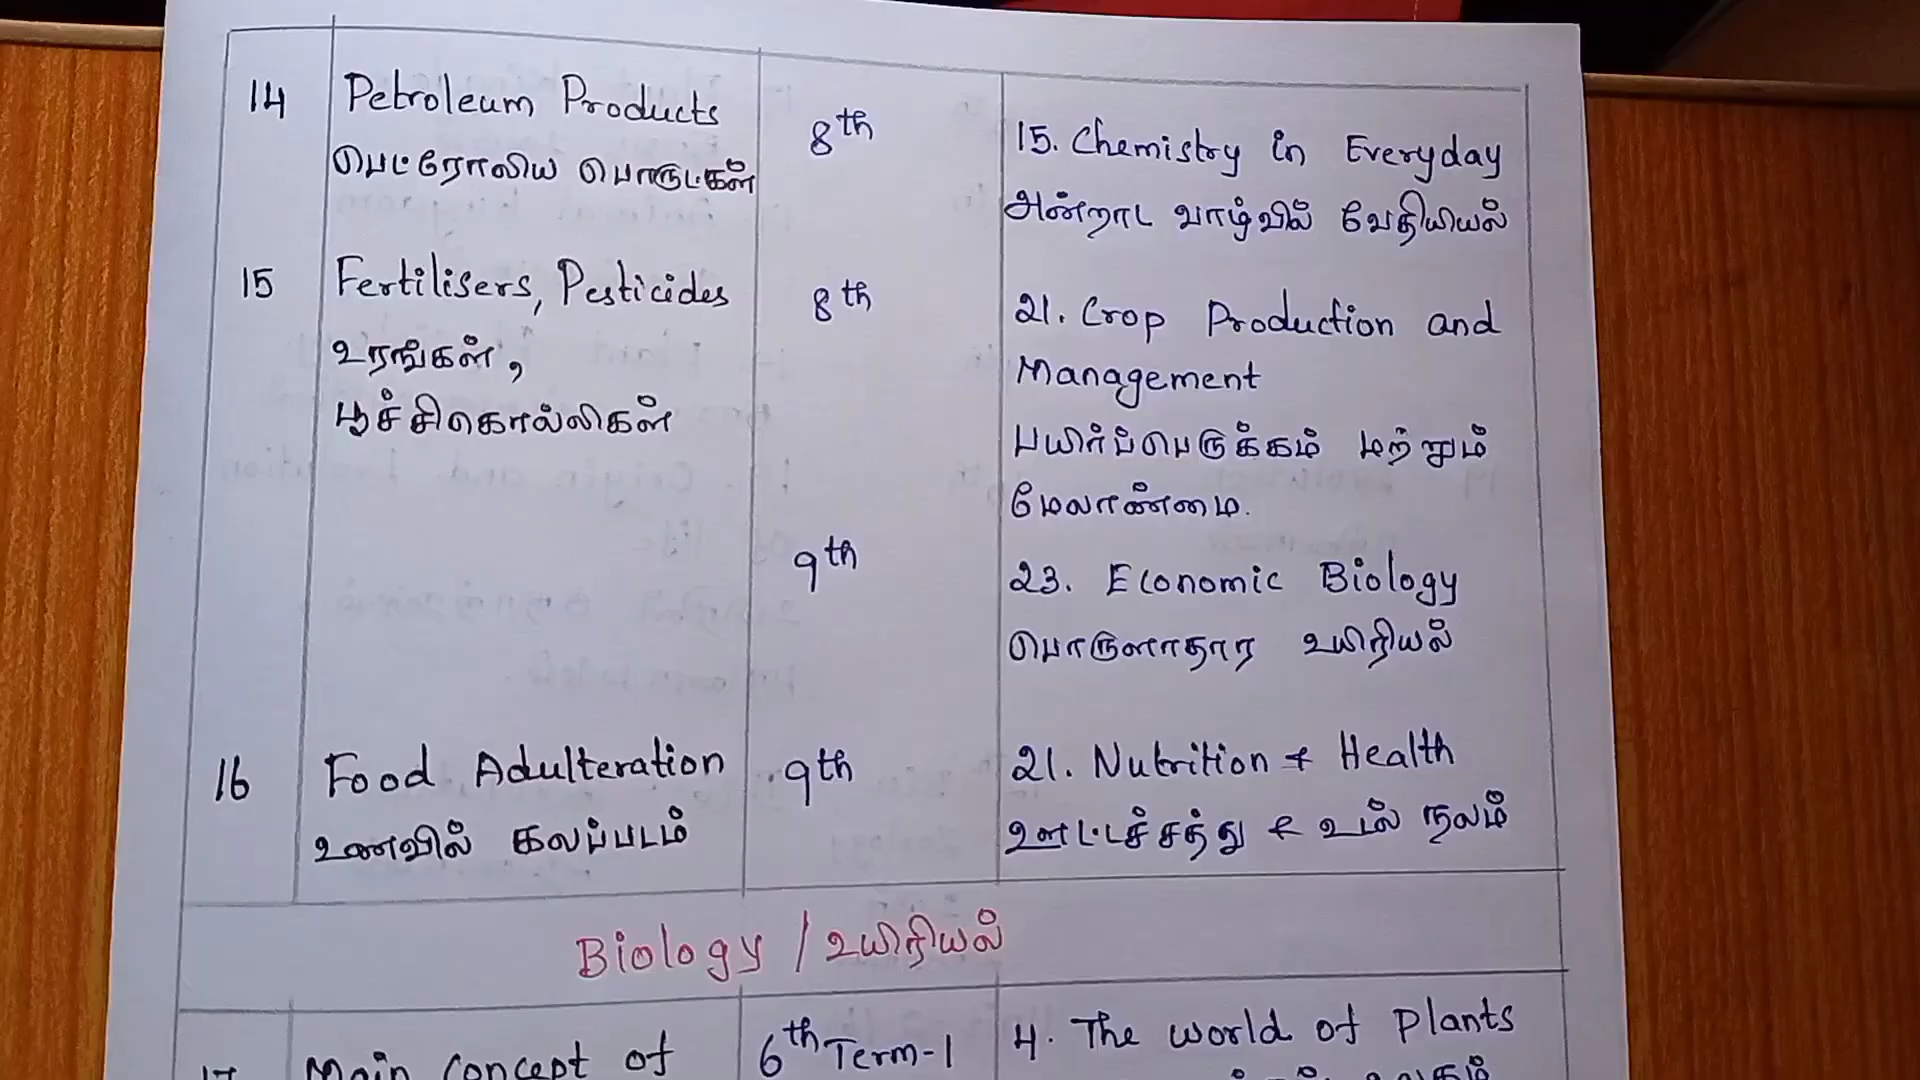 14 Petroleum Products 8th 15. Chemistry in Everyday
பெட்ரோலிய பொருட்கள் அன்றாட வாழ்வில் வேதியியல்
15 Fertilisers, Pesticides 8th 21. Crop Production and
உரங்கள், Management
பூச்சிகொல்லிகள் பயிர்ப்பெருக்கம் மற்றும்
மேலாண்மை.
9th 23. Economic Biology
பொருளாதார உயிரியல்
16 Food Adulteration 9th 21. Nutrition & Health
உணவில் கலப்படம் ஊட்டச்சத்து & உடல் நலம்
Biology / உயிரியல்
17 Main concept of 6th Term-1 4. The world of Plants